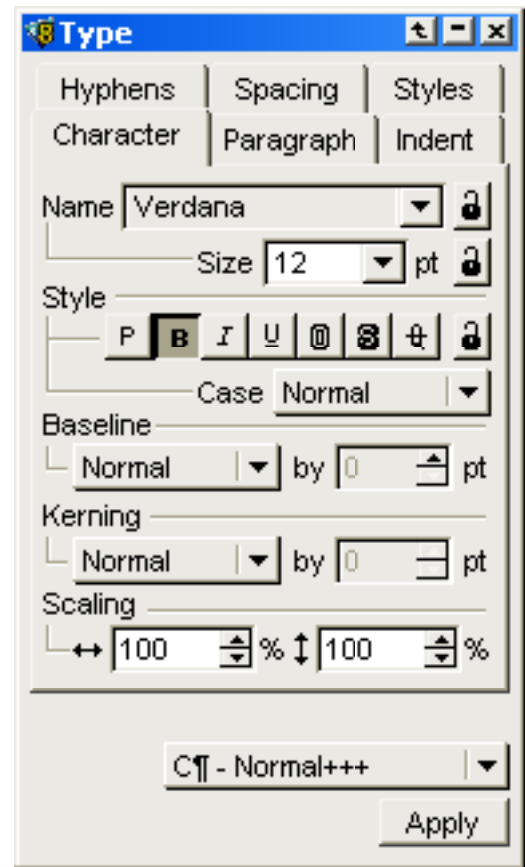 Type
Hyphens Spacing Styles
Character Paragraph Indent
Name Verdana
Size 12 pt
Style
P B I U O S Q
Case Normal
Baseline
Normal by 0 pt
Kerning
Normal by 0 pt
Scaling
100 % 100 %
C¶ - Normal+++
Apply